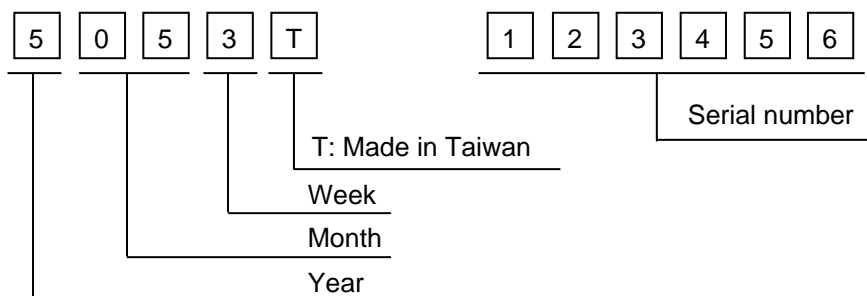 5 0 5 3 T 1 2 3 4 5 6
Serial number
T: Made in Taiwan
Week
Month
Year